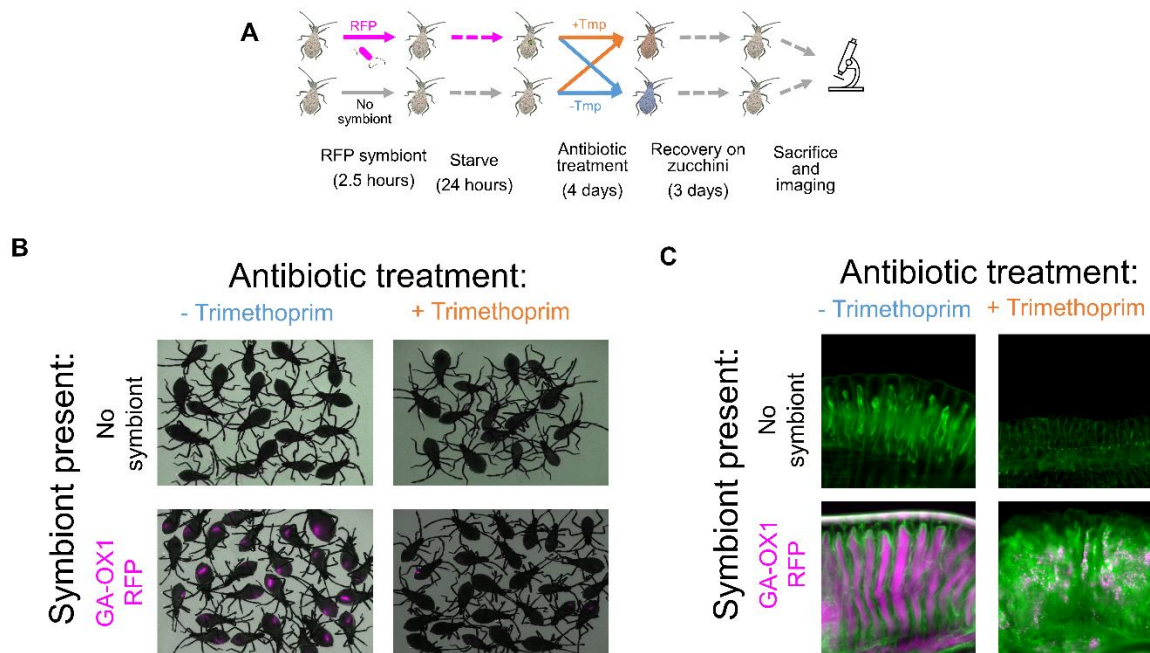 A
RFP
No
symbiont
+Tmp
-Tmp
RFP symbiont
(2.5 hours)
Starve
(24 hours)
Antibiotic
treatment
(4 days)
Recovery on
zucchini
(3 days)
Sacrifice
and
imaging
B
Antibiotic treatment:
- Trimethoprim
+ Trimethoprim
Symbiont present:
No
symbiont
GA-OX1
RFP
C
Antibiotic treatment:
- Trimethoprim
+ Trimethoprim
Symbiont present:
No
symbiont
GA-OX1
RFP